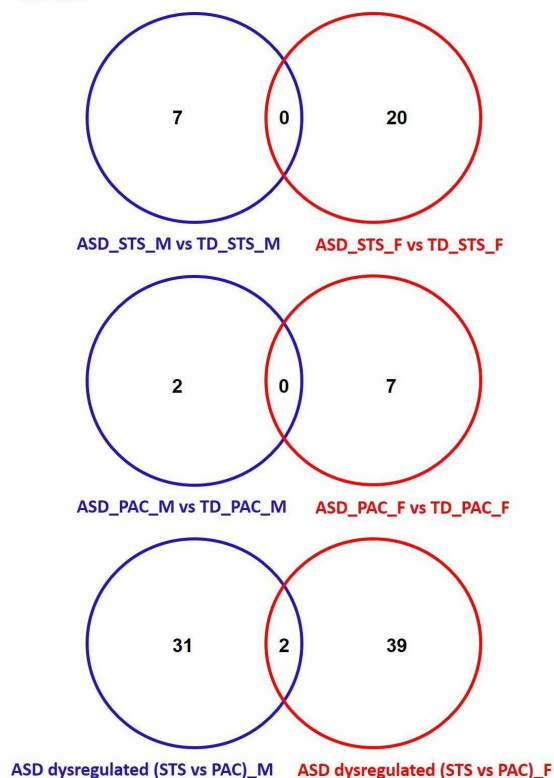 7 0 20
ASD_STS_M vs TD_STS_M ASD_STS_F vs TD_STS_F
2 0 7
ASD_PAC_M vs TD_PAC_M ASD_PAC_F vs TD_PAC_F
31 2 39
ASD dysregulated (STS vs PAC)_M ASD dysregulated (STS vs PAC)_F